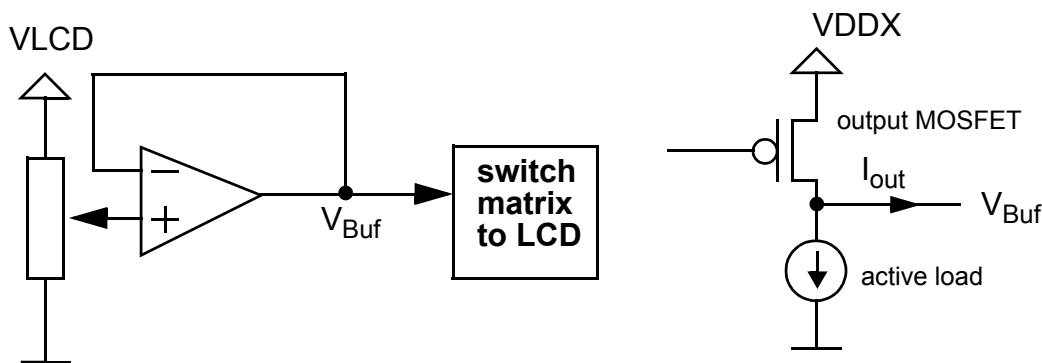 VLCD
−
+
V_Buf
switch
matrix
to LCD
VDDX
output MOSFET
I_out
V_Buf
active load